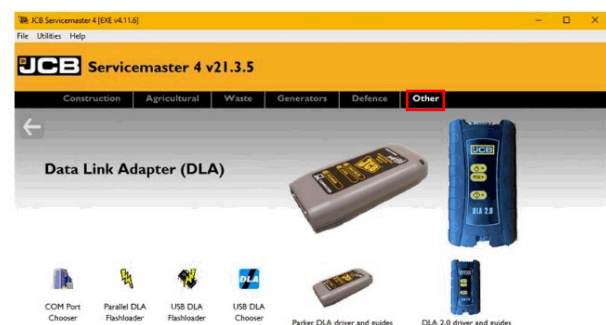 JCB Servicemaster 4 [EXE v4.11.6]
File Utilities Help
JCB Servicemaster 4 v21.3.5
Construction Agricultural Waste Generators Defence Other
Data Link Adapter (DLA)
JCB
DLA 2.0
COM Port Chooser
Parallel DLA Flashloader
USB DLA Flashloader
DLA
USB DLA Chooser
Parker DLA driver and guides
DLA 2.0 driver and guides